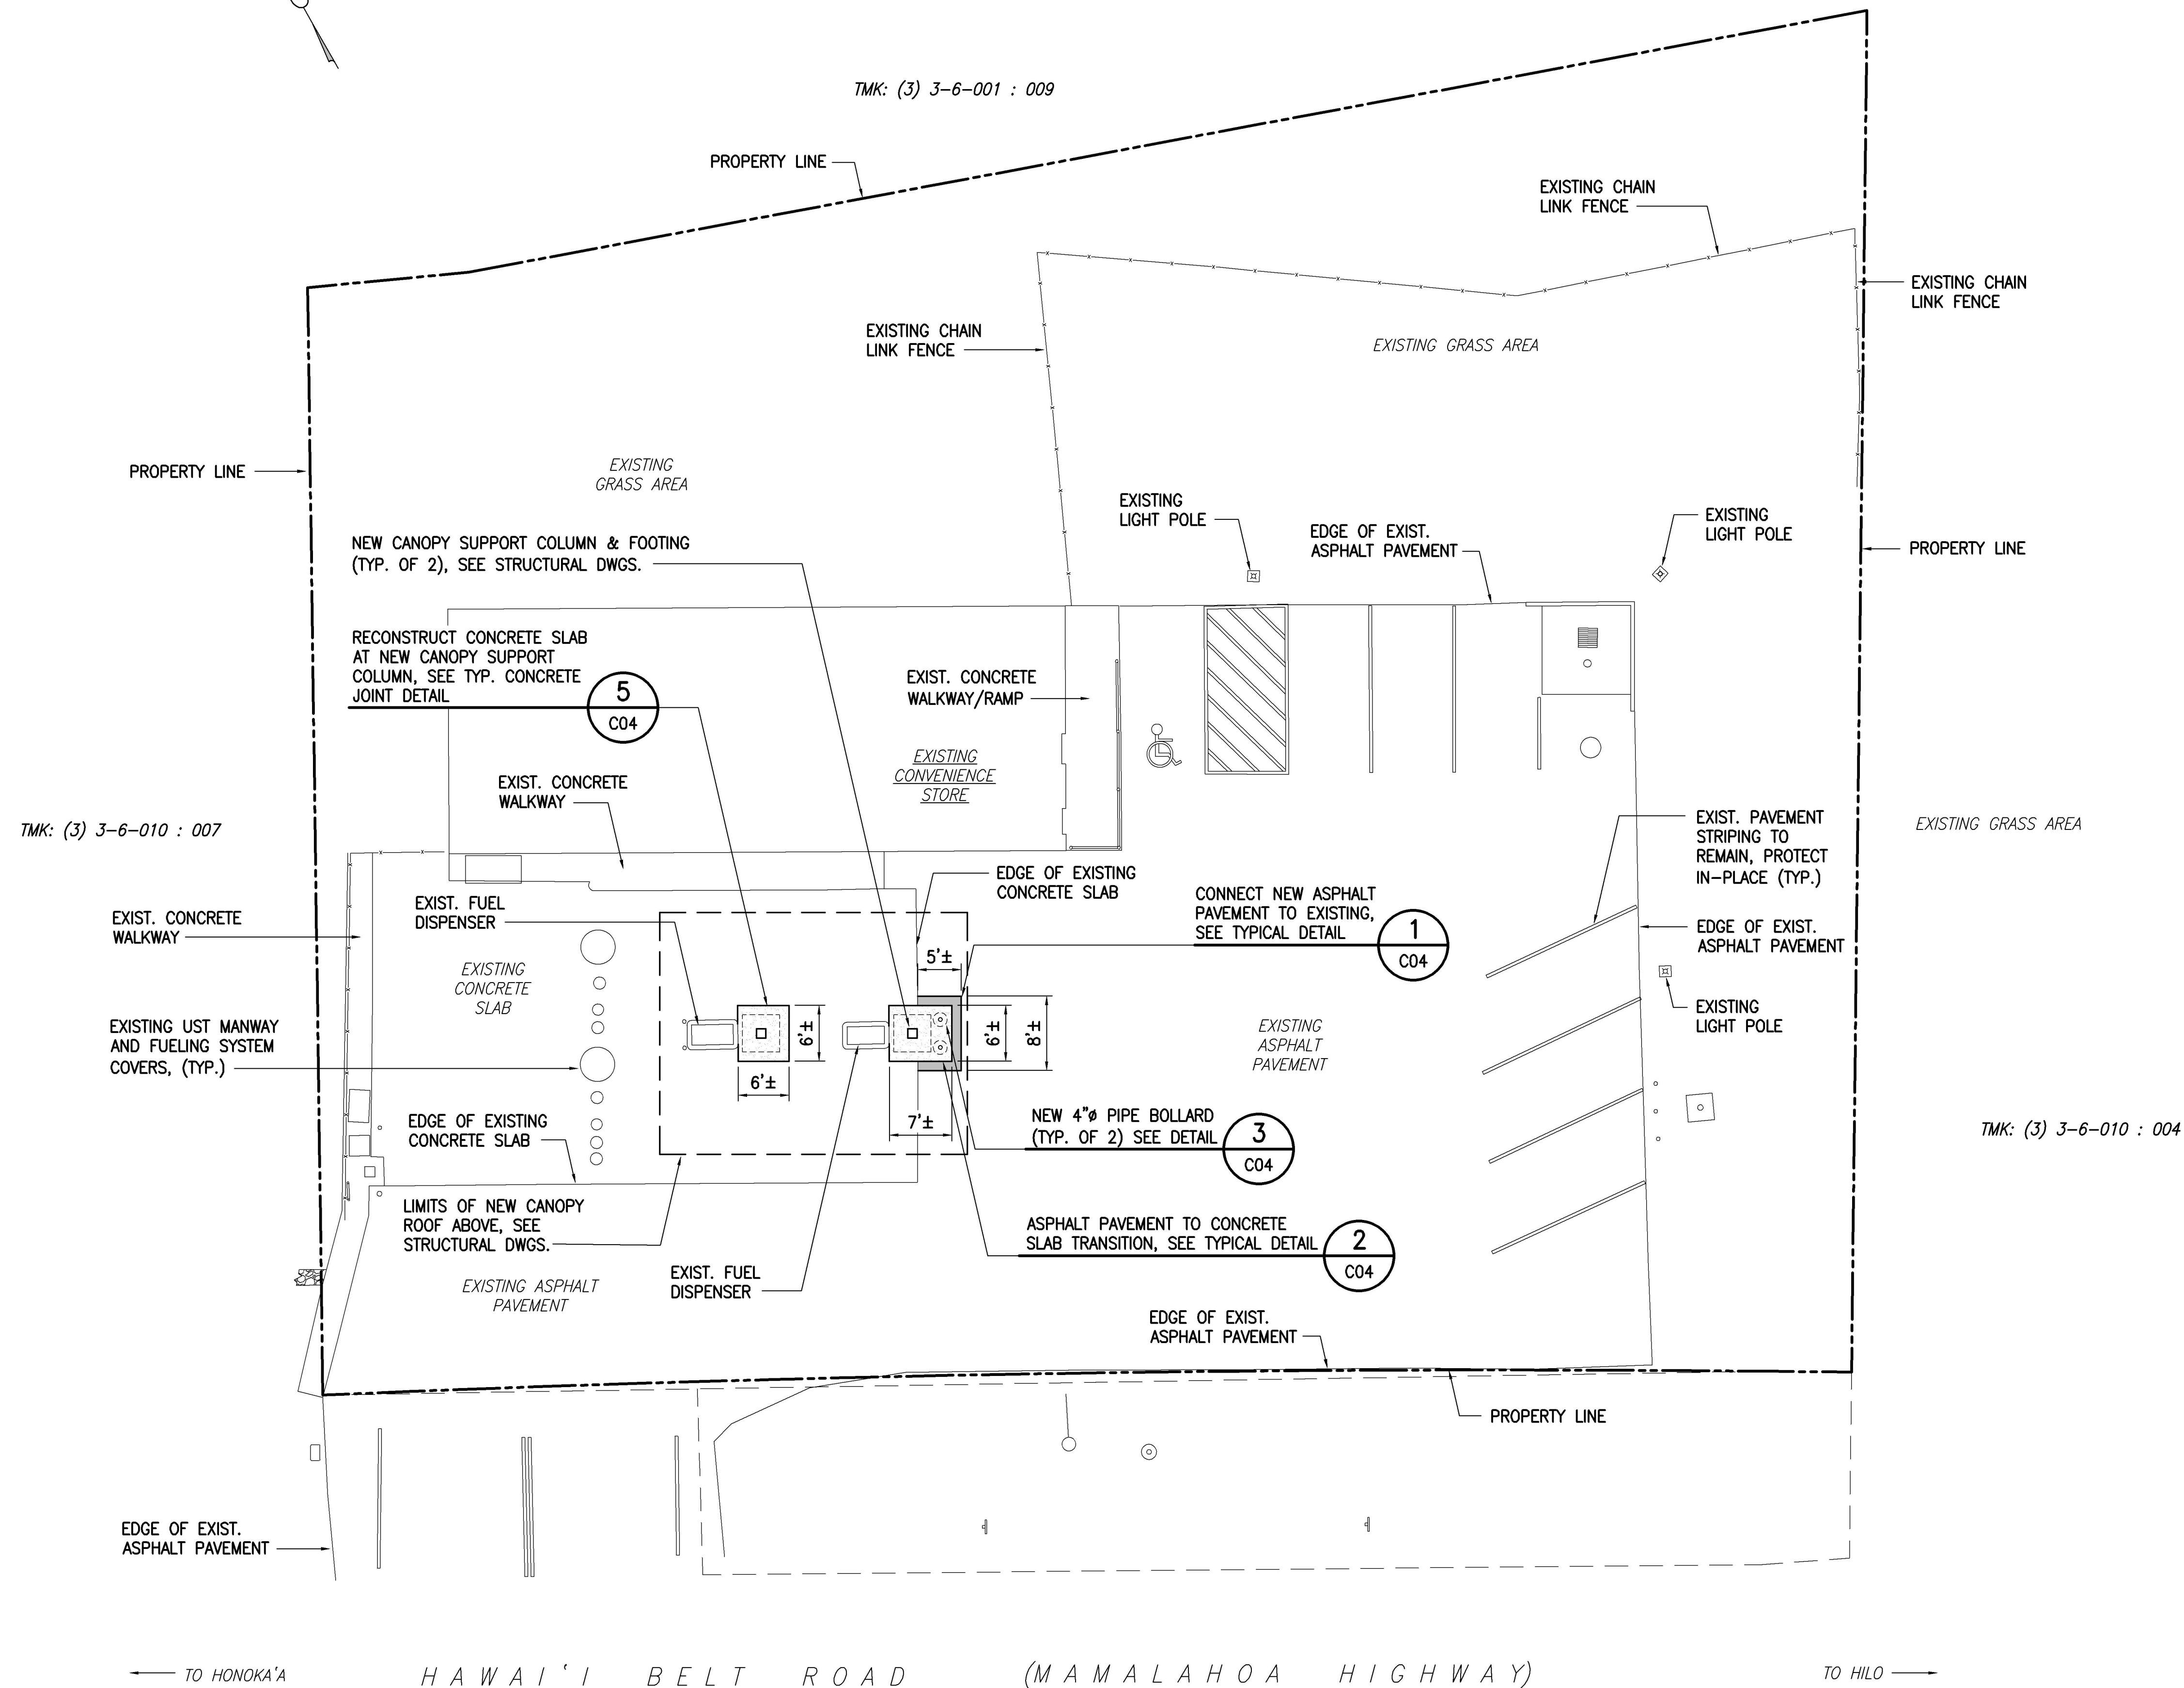 TMK: (3) 3-6-001 : 009
PROPERTY LINE
EXISTING CHAIN
LINK FENCE
EXISTING CHAIN
LINK FENCE
EXISTING CHAIN
LINK FENCE
EXISTING GRASS AREA
PROPERTY LINE
EXISTING
GRASS AREA
EXISTING
LIGHT POLE
EDGE OF EXIST.
ASPHALT PAVEMENT
EXISTING
LIGHT POLE
PROPERTY LINE
NEW CANOPY SUPPORT COLUMN & FOOTING
(TYP. OF 2), SEE STRUCTURAL DWGS.
RECONSTRUCT CONCRETE SLAB
AT NEW CANOPY SUPPORT
COLUMN, SEE TYP. CONCRETE
JOINT DETAIL
5
C04
EXIST. CONCRETE
WALKWAY/RAMP
EXISTING
CONVENIENCE
STORE
EXIST. CONCRETE
WALKWAY
TMK: (3) 3-6-010 : 007
EXIST. PAVEMENT
STRIPING TO
REMAIN, PROTECT
IN-PLACE (TYP.)
EXISTING GRASS AREA
EDGE OF EXISTING
CONCRETE SLAB
CONNECT NEW ASPHALT
PAVEMENT TO EXISTING,
SEE TYPICAL DETAIL
1
C04
EXIST. FUEL
DISPENSER
EXIST. CONCRETE
WALKWAY
EDGE OF EXIST.
ASPHALT PAVEMENT
EXISTING
CONCRETE
SLAB
5'±
EXISTING
LIGHT POLE
EXISTING UST MANWAY
AND FUELING SYSTEM
COVERS, (TYP.)
6'±
6'±
8'±
EXISTING
ASPHALT
PAVEMENT
6'±
7'±
EDGE OF EXISTING
CONCRETE SLAB
NEW 4"ø PIPE BOLLARD
(TYP. OF 2) SEE DETAIL
3
C04
TMK: (3) 3-6-010 : 004
LIMITS OF NEW CANOPY
ROOF ABOVE, SEE
STRUCTURAL DWGS.
ASPHALT PAVEMENT TO CONCRETE
SLAB TRANSITION, SEE TYPICAL DETAIL
2
C04
EXIST. FUEL
DISPENSER
EXISTING ASPHALT
PAVEMENT
EDGE OF EXIST.
ASPHALT PAVEMENT
PROPERTY LINE
EDGE OF EXIST.
ASPHALT PAVEMENT
TO HONOKA'A
HAWAI'I BELT ROAD (MAMALAHOA HIGHWAY)
TO HILO